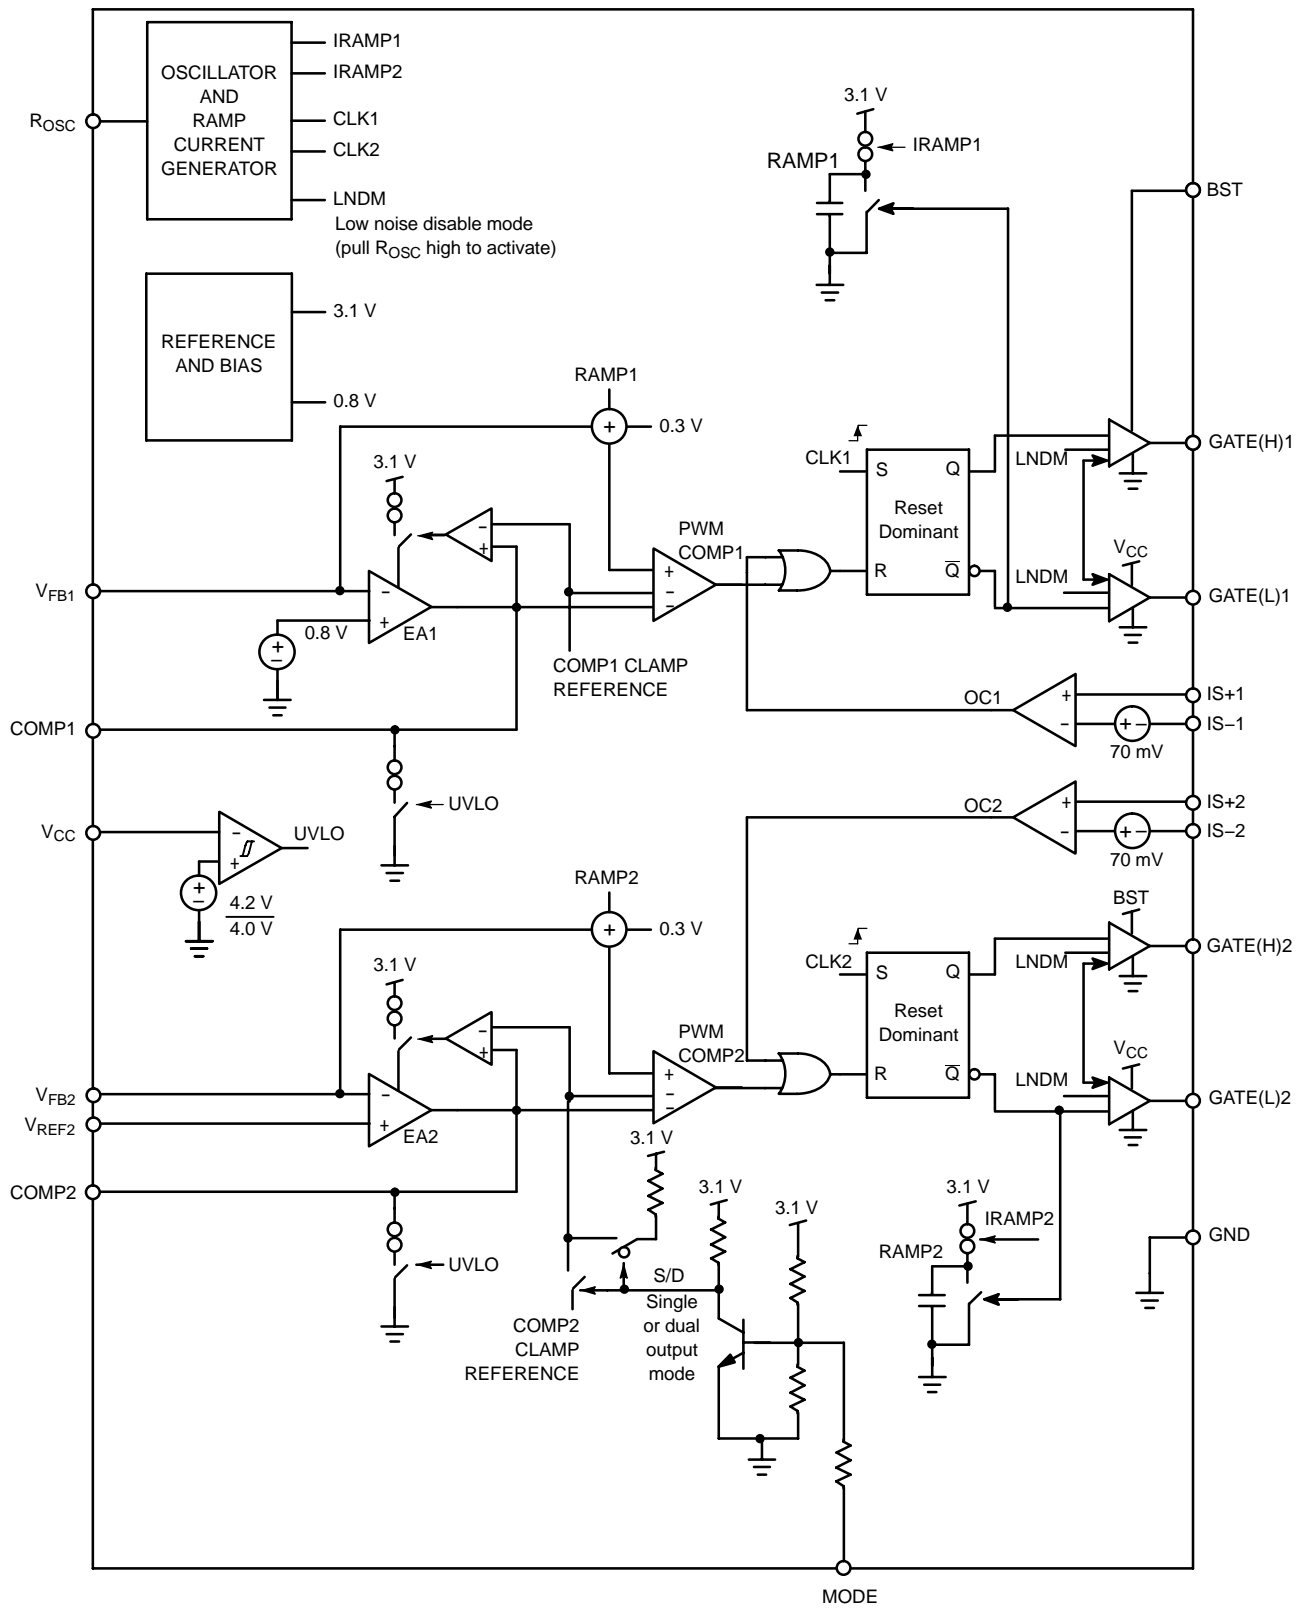 OSCILLATOR
AND
RAMP
CURRENT
GENERATOR
IRAMP1
IRAMP2
CLK1
CLK2
LNDM
Low noise disable mode
(pull ROSC high to activate)
ROSC
3.1 V
IRAMP1
RAMP1
BST
REFERENCE
AND BIAS
3.1 V
0.8 V
RAMP1
+
0.3 V
3.1 V
−
+
VFB1
−
+
EA1
0.8 V
+
−
PWM
COMP1
+
−
−
COMP1 CLAMP
REFERENCE
CLK1
S
Q
Reset
Dominant
R
Q̅
LNDM
GATE(H)1
VCC
LNDM
GATE(L)1
OC1
+
−
+ −
70 mV
IS+1
IS−1
COMP1
UVLO
VCC
−
+
UVLO
+
−
4.2 V
4.0 V
OC2
+
−
+ −
70 mV
IS+2
IS−2
RAMP2
+
0.3 V
3.1 V
−
+
VFB2
VREF2
−
+
EA2
PWM
COMP2
+
−
−
CLK2
S
Q
Reset
Dominant
R
Q̅
BST
LNDM
GATE(H)2
VCC
LNDM
GATE(L)2
COMP2
UVLO
3.1 V
3.1 V
3.1 V
S/D
Single
or dual
output
mode
COMP2
CLAMP
REFERENCE
3.1 V
IRAMP2
RAMP2
GND
MODE